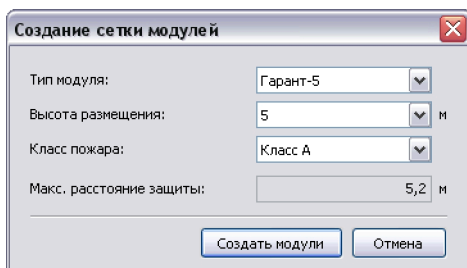 Создание сетки модулей
Тип модуля: Гарант-5
Высота размещения: 5 м
Класс пожара: Класс А
Макс. расстояние защиты: 5,2 м
Создать модули Отмена